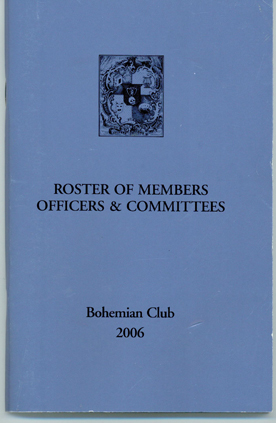 ROSTER OF MEMBERS
OFFICERS & COMMITTEES
Bohemian Club
2006